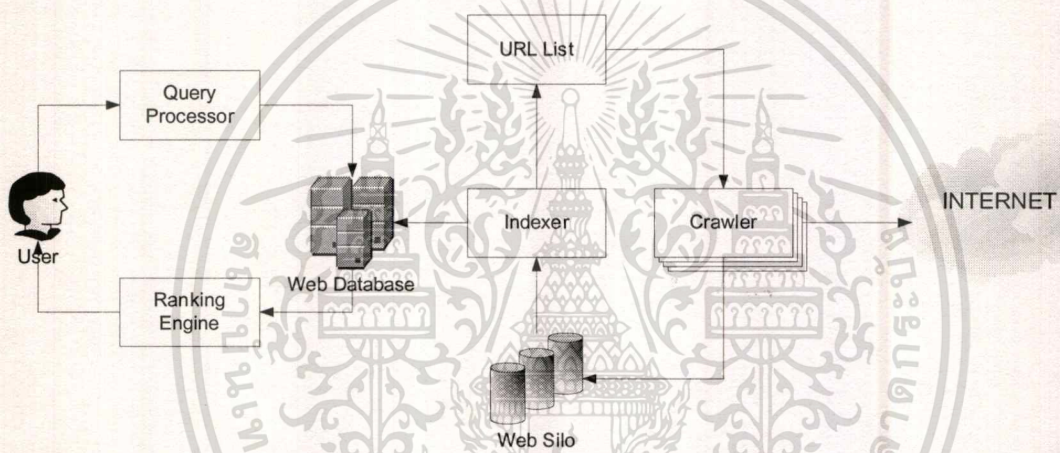 URL List
Query
Processor
INTERNET
Indexer
Crawler
User
Web Database
Ranking
Engine
Web Silo